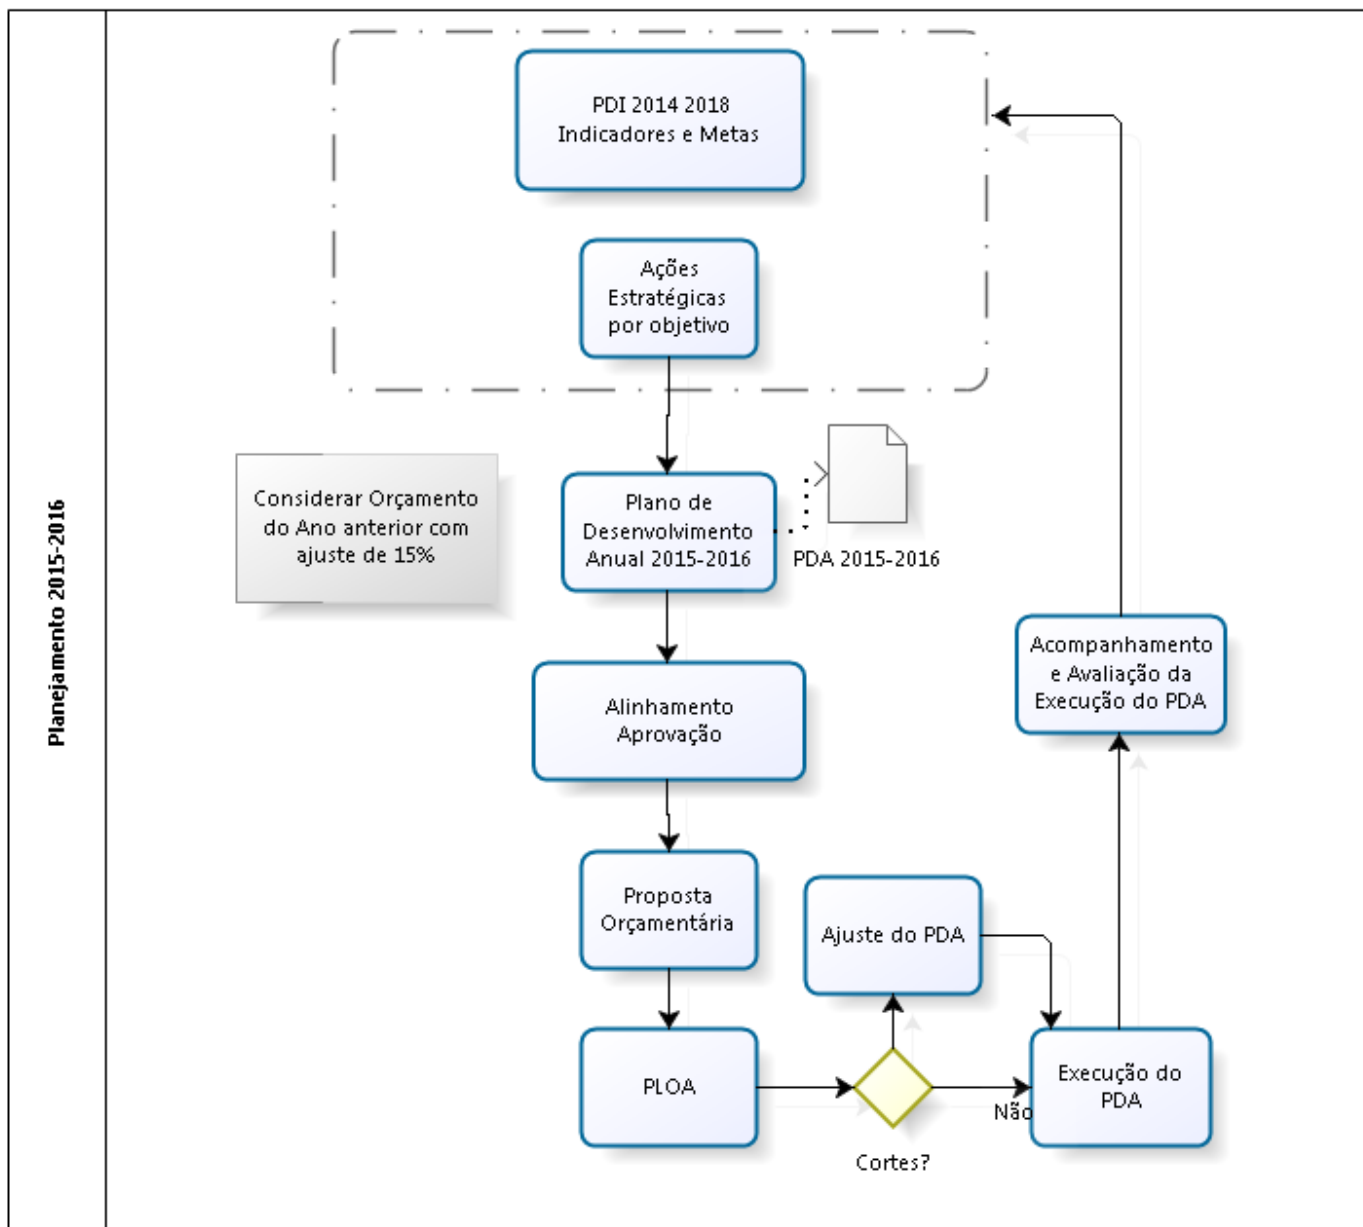 Planejamento 2015-2016
PDI 2014 2018
Indicadores e Metas
Ações
Estratégicas
por objetivo
Considerar Orçamento
do Ano anterior com
ajuste de 15%
Plano de
Desenvolvimento
Anual 2015-2016
PDA 2015-2016
Alinhamento
Aprovação
Proposta
Orçamentária
PLOA
Cortes?
Ajuste do PDA
Não
Execução do
PDA
Acompanhamento
e Avaliação da
Execução do PDA